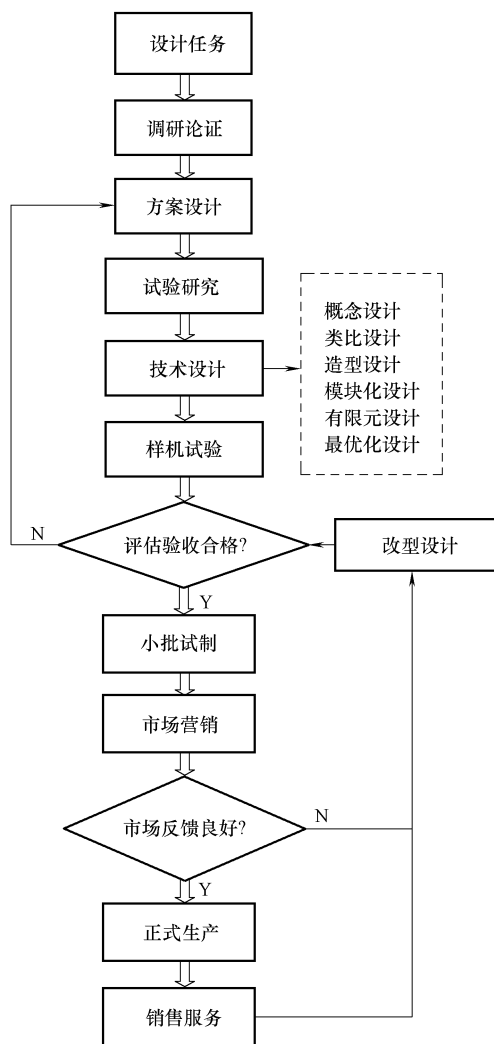 设计任务
调研论证
方案设计
试验研究
概念设计
类比设计
造型设计
模块化设计
有限元设计
最优化设计
技术设计
样机试验
N
评估验收合格?
改型设计
Y
小批试制
市场营销
市场反馈良好?
N
Y
正式生产
销售服务